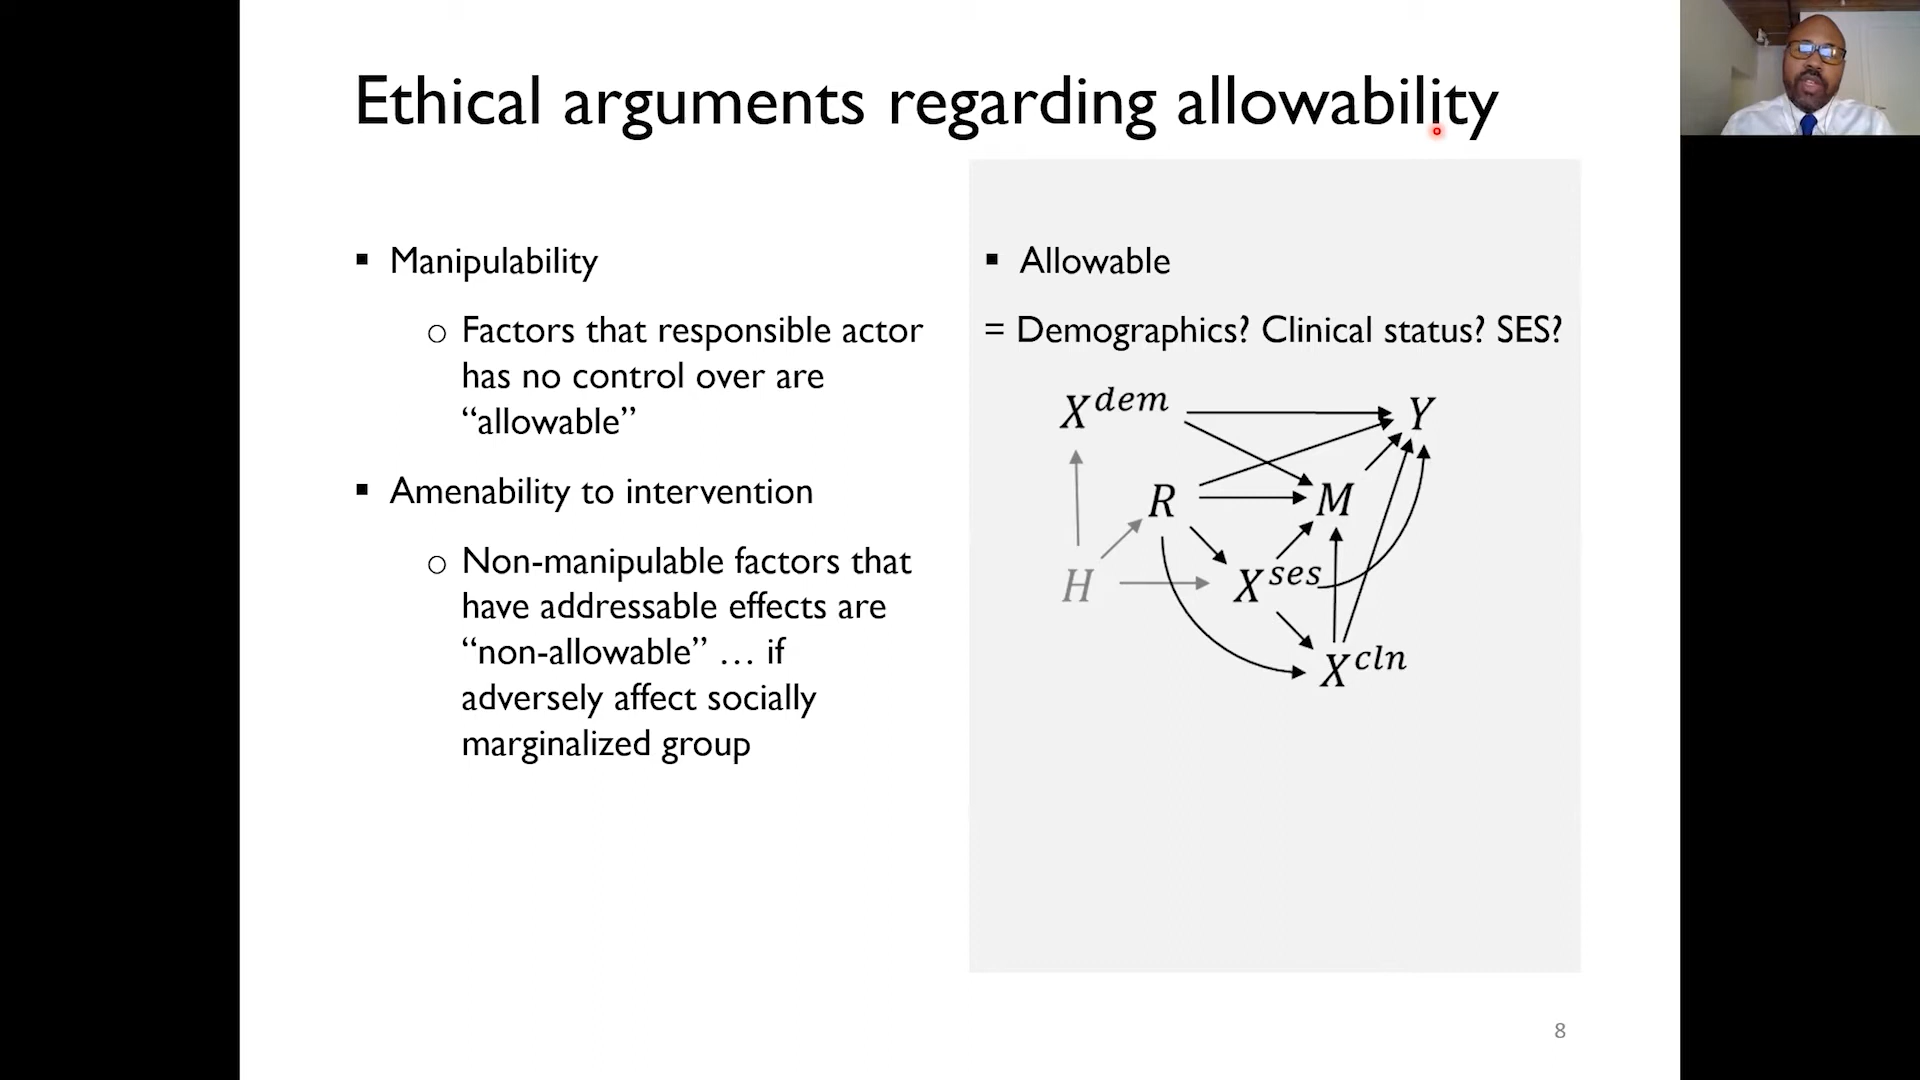 Ethical arguments regarding allowability
▪ Manipulability
o Factors that responsible actor
has no control over are
“allowable”
▪ Amenability to intervention
o Non-manipulable factors that
have addressable effects are
“non-allowable” … if
adversely affect socially
marginalized group
▪ Allowable
= Demographics? Clinical status? SES?
X^dem Y
R M
H X^ses
X^cln
8